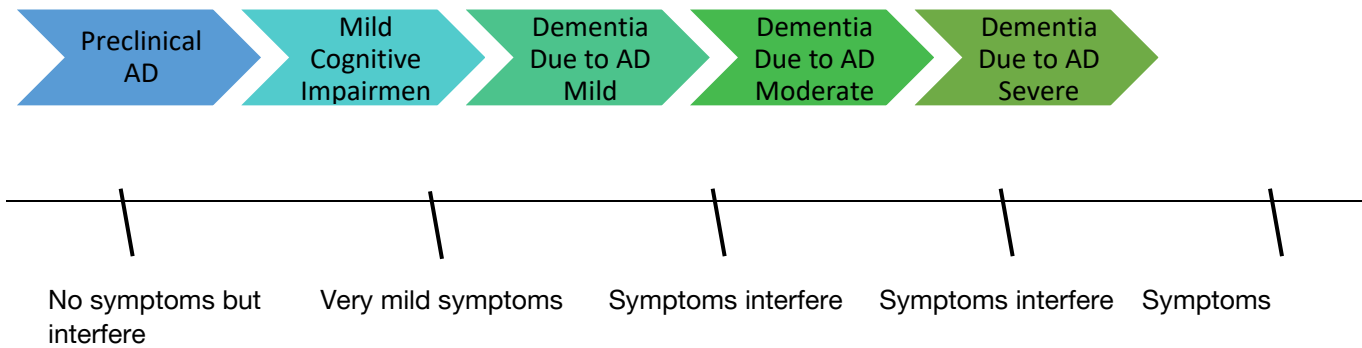 Preclinical
AD
Mild
Cognitive
Impairmen
Dementia
Due to AD
Mild
Dementia
Due to AD
Moderate
Dementia
Due to AD
Severe
No symptoms but Very mild symptoms Symptoms interfere Symptoms interfere Symptoms
interfere